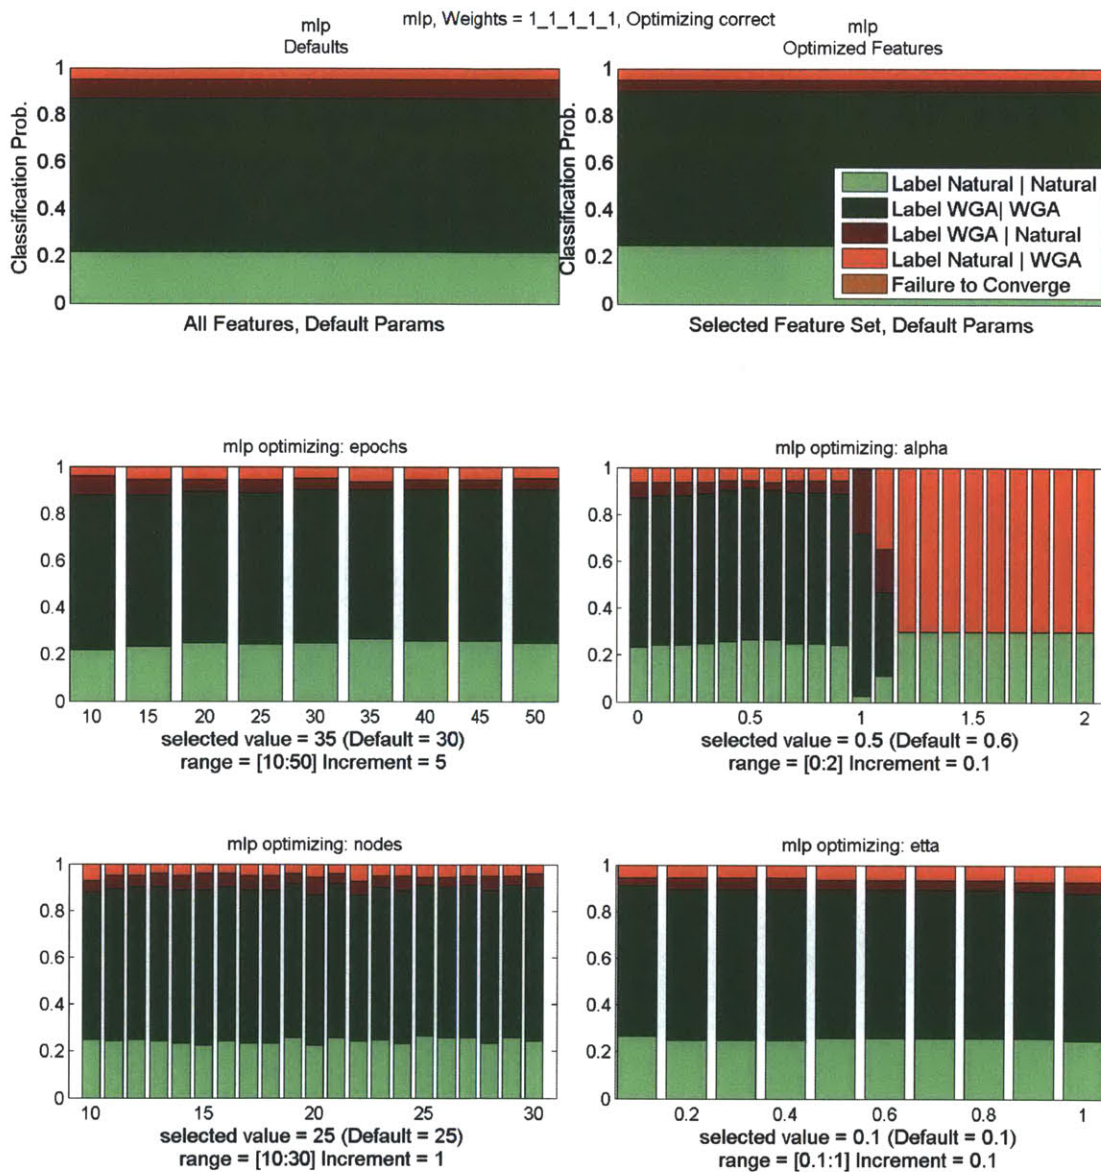 mlp, Weights = 1_1_1_1_1, Optimizing correct
mlp
Defaults
1
0.8
0.6
0.4
0.2
0
Classification Prob.
All Features, Default Params
mlp
Optimized Features
1
0.8
0.6
0.4
0.2
0
Classification Prob.
Label Natural | Natural
Label WGA| WGA
Label WGA | Natural
Label Natural | WGA
Failure to Converge
Selected Feature Set, Default Params
mlp optimizing: epochs
1
0.8
0.6
0.4
0.2
0
10 15 20 25 30 35 40 45 50
selected value = 35 (Default = 30)
range = [10:50] Increment = 5
mlp optimizing: alpha
1
0.8
0.6
0.4
0.2
0
0 0.5 1 1.5 2
selected value = 0.5 (Default = 0.6)
range = [0:2] Increment = 0.1
mlp optimizing: nodes
1
0.8
0.6
0.4
0.2
0
10 15 20 25 30
selected value = 25 (Default = 25)
range = [10:30] Increment = 1
mlp optimizing: etta
1
0.8
0.6
0.4
0.2
0
0.2 0.4 0.6 0.8 1
selected value = 0.1 (Default = 0.1)
range = [0.1:1] Increment = 0.1